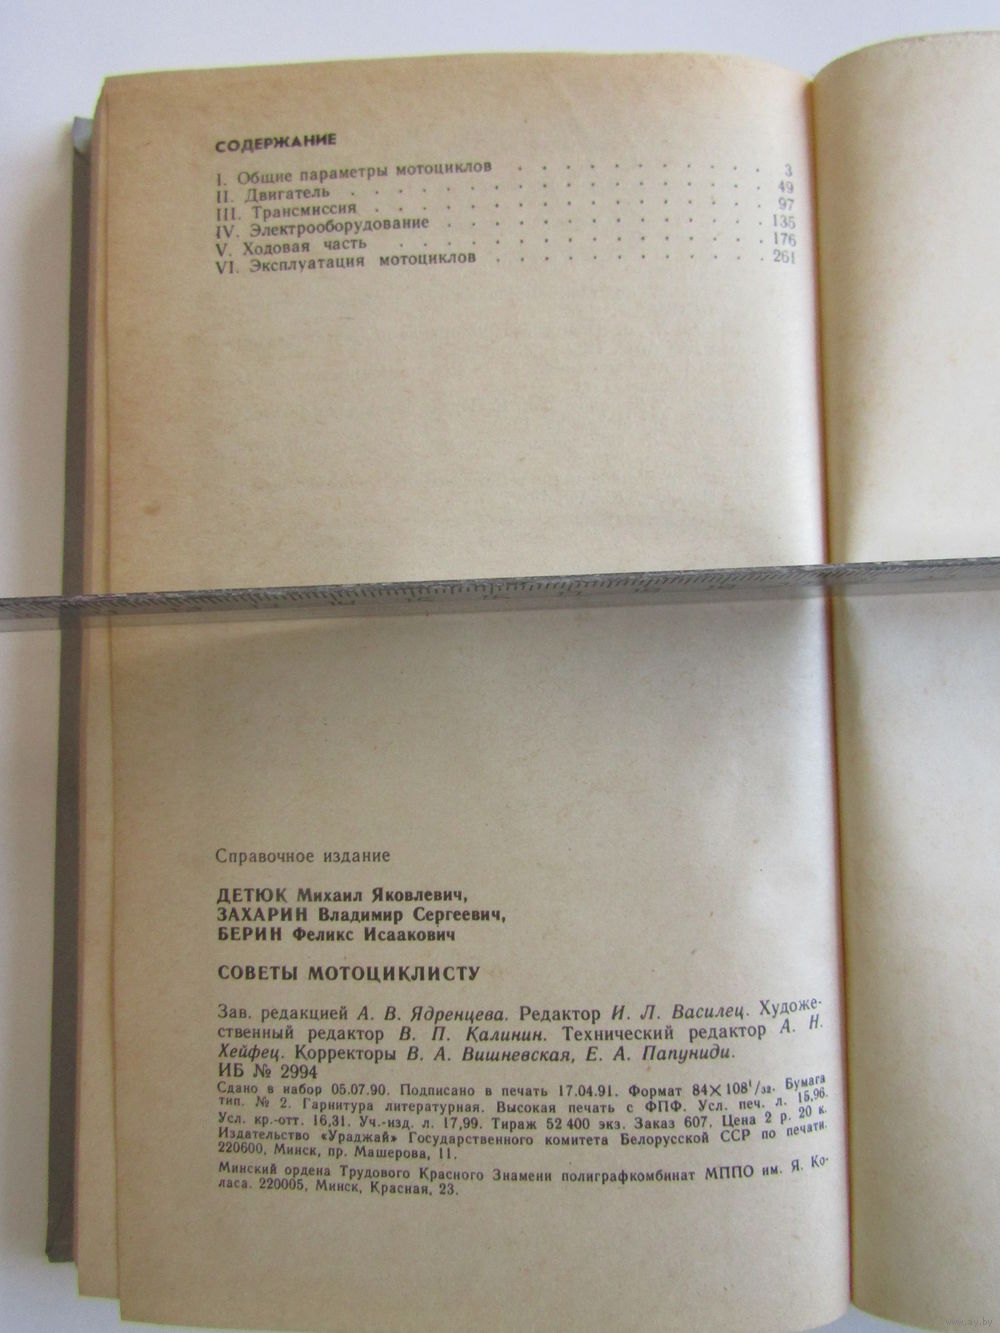 СОДЕРЖАНИЕ
I. Общие параметры мотоциклов . . . . . . . . . . 3
II. Двигатель . . . . . . . . . . . . . . 49
III. Трансмиссия . . . . . . . . . . . . . 97
IV. Электрооборудование . . . . . . . . . . . 135
V. Ходовая часть . . . . . . . . . . . . . 176
VI. Эксплуатация мотоциклов . . . . . . . . . . 261
Справочное издание
ДЕТЮК Михаил Яковлевич,
ЗАХАРИН Владимир Сергеевич,
БЕРИН Феликс Исаакович
СОВЕТЫ МОТОЦИКЛИСТУ
Зав. редакцией А. В. Ядренцева. Редактор И. Л. Василец. Художе-
ственный редактор В. П. Калинин. Технический редактор А. Н.
Хейфец. Корректоры В. А. Вишневская, Е. А. Папуниди.
ИБ № 2994
Сдано в набор 05.07.90. Подписано в печать 17.04.91. Формат 84×108¹/₃₂. Бумага
тип. № 2. Гарнитура литературная. Высокая печать с ФПФ. Усл. печ. л. 15,96.
Усл. кр.-отт. 16,31. Уч.-изд. л. 17,99. Тираж 52 400 экз. Заказ 607. Цена 2 р. 20 к.
Издательство «Ураджай» Государственного комитета Белорусской ССР по печати.
220600, Минск, пр. Машерова, 11.
Минский ордена Трудового Красного Знамени полиграфкомбинат МППО им. Я. Ко-
ласа. 220005, Минск, Красная, 23.
www.ay.by